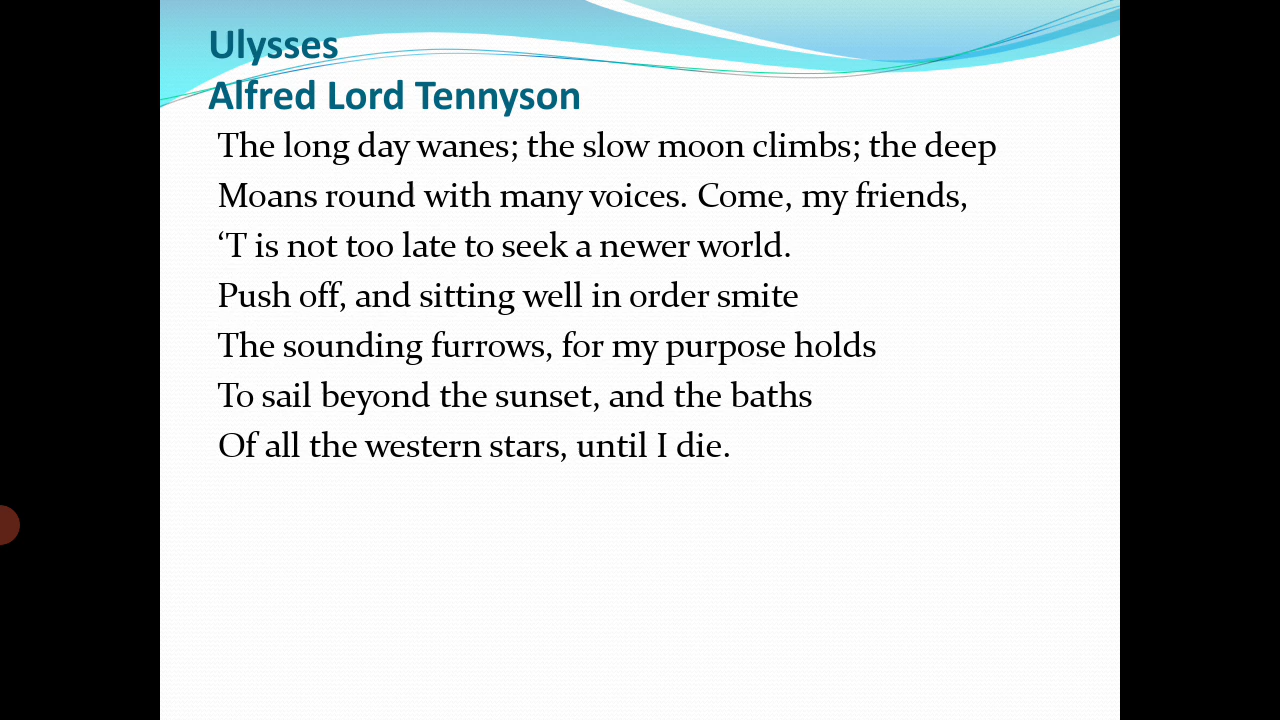 Ulysses
Alfred Lord Tennyson
The long day wanes; the slow moon climbs; the deep
Moans round with many voices. Come, my friends,
‘T is not too late to seek a newer world.
Push off, and sitting well in order smite
The sounding furrows, for my purpose holds
To sail beyond the sunset, and the baths
Of all the western stars, until I die.